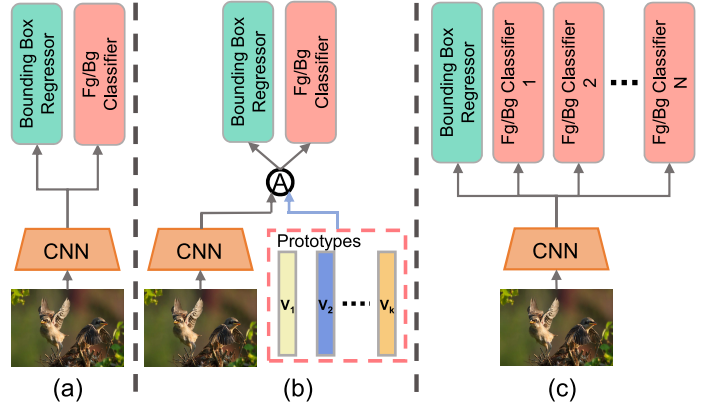 Bounding Box
Regressor
Fg/Bg
Classifier
CNN
(a)
Bounding Box
Regressor
Fg/Bg
Classifier
A
CNN
Prototypes
V1
V2
Vk
(b)
Bounding Box
Regressor
Fg/Bg Classifier
1
Fg/Bg Classifier
2
Fg/Bg Classifier
N
CNN
(c)